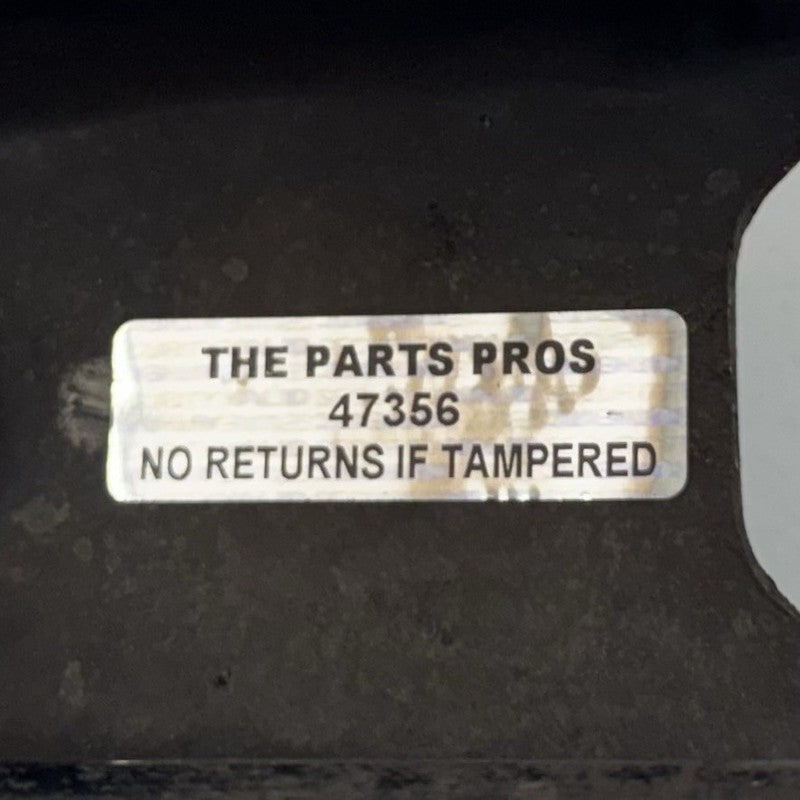 THE PARTS PROS
47356
NO RETURNS IF TAMPERED